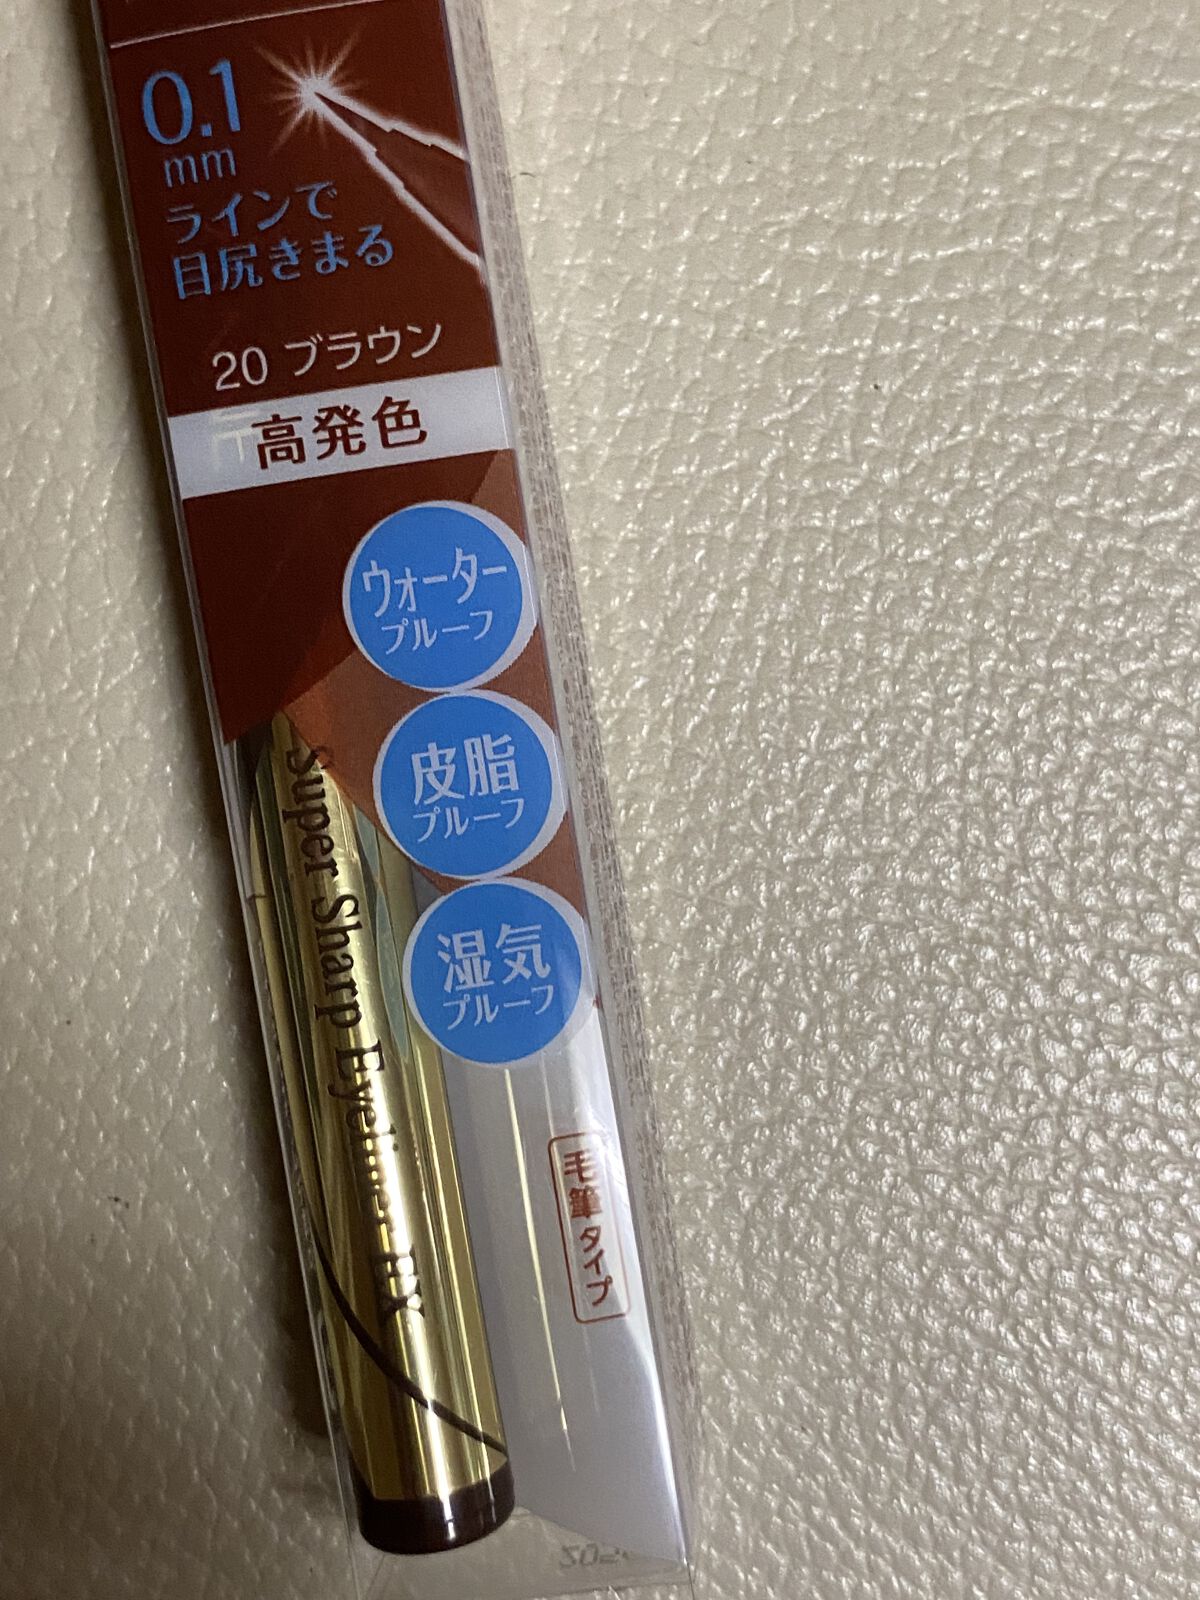 0.1
mm
ラインで
目尻きまる
20 ブラウン
高発色
ウォーター
プルーフ
皮脂
プルーフ
湿気
プルーフ
Super Sharp Eyeliner EX
毛筆タイプ